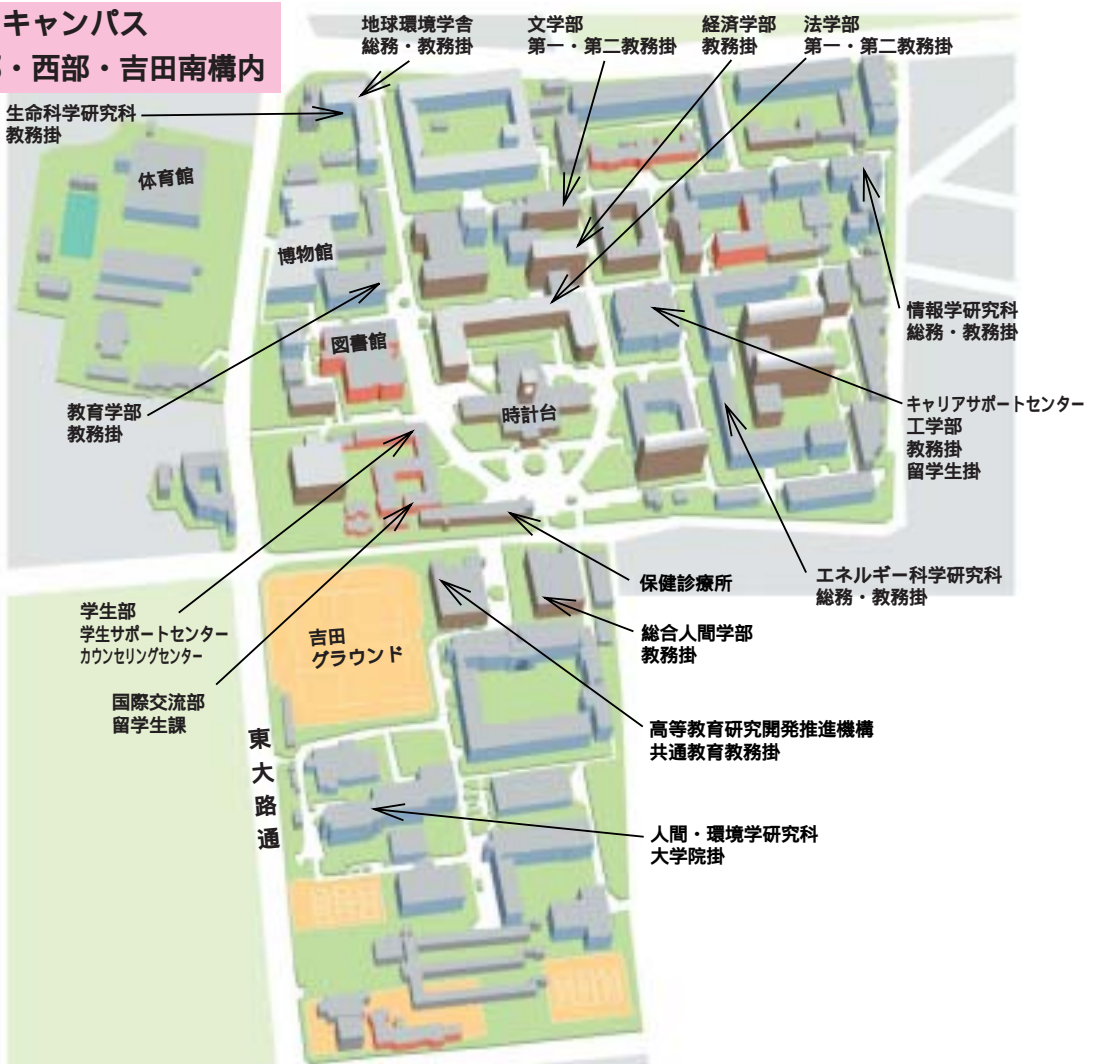 キャンパス
・西部・吉田南構内
地球環境学舎
総務・教務掛
文学部
第一・第二教務掛
経済学部
教務掛
法学部
第一・第二教務掛
生命科学研究科
教務掛
体育館
博物館
図書館
時計台
情報学研究科
総務・教務掛
教育学部
教務掛
キャリアサポートセンター
工学部
教務掛
留学生掛
エネルギー科学研究科
総務・教務掛
保健診療所
学生部
学生サポートセンター
カウンセリングセンター
総合人間学部
教務掛
吉田
グラウンド
国際交流部
留学生課
高等教育研究開発推進機構
共通教育教務掛
東大路通
人間・環境学研究科
大学院掛